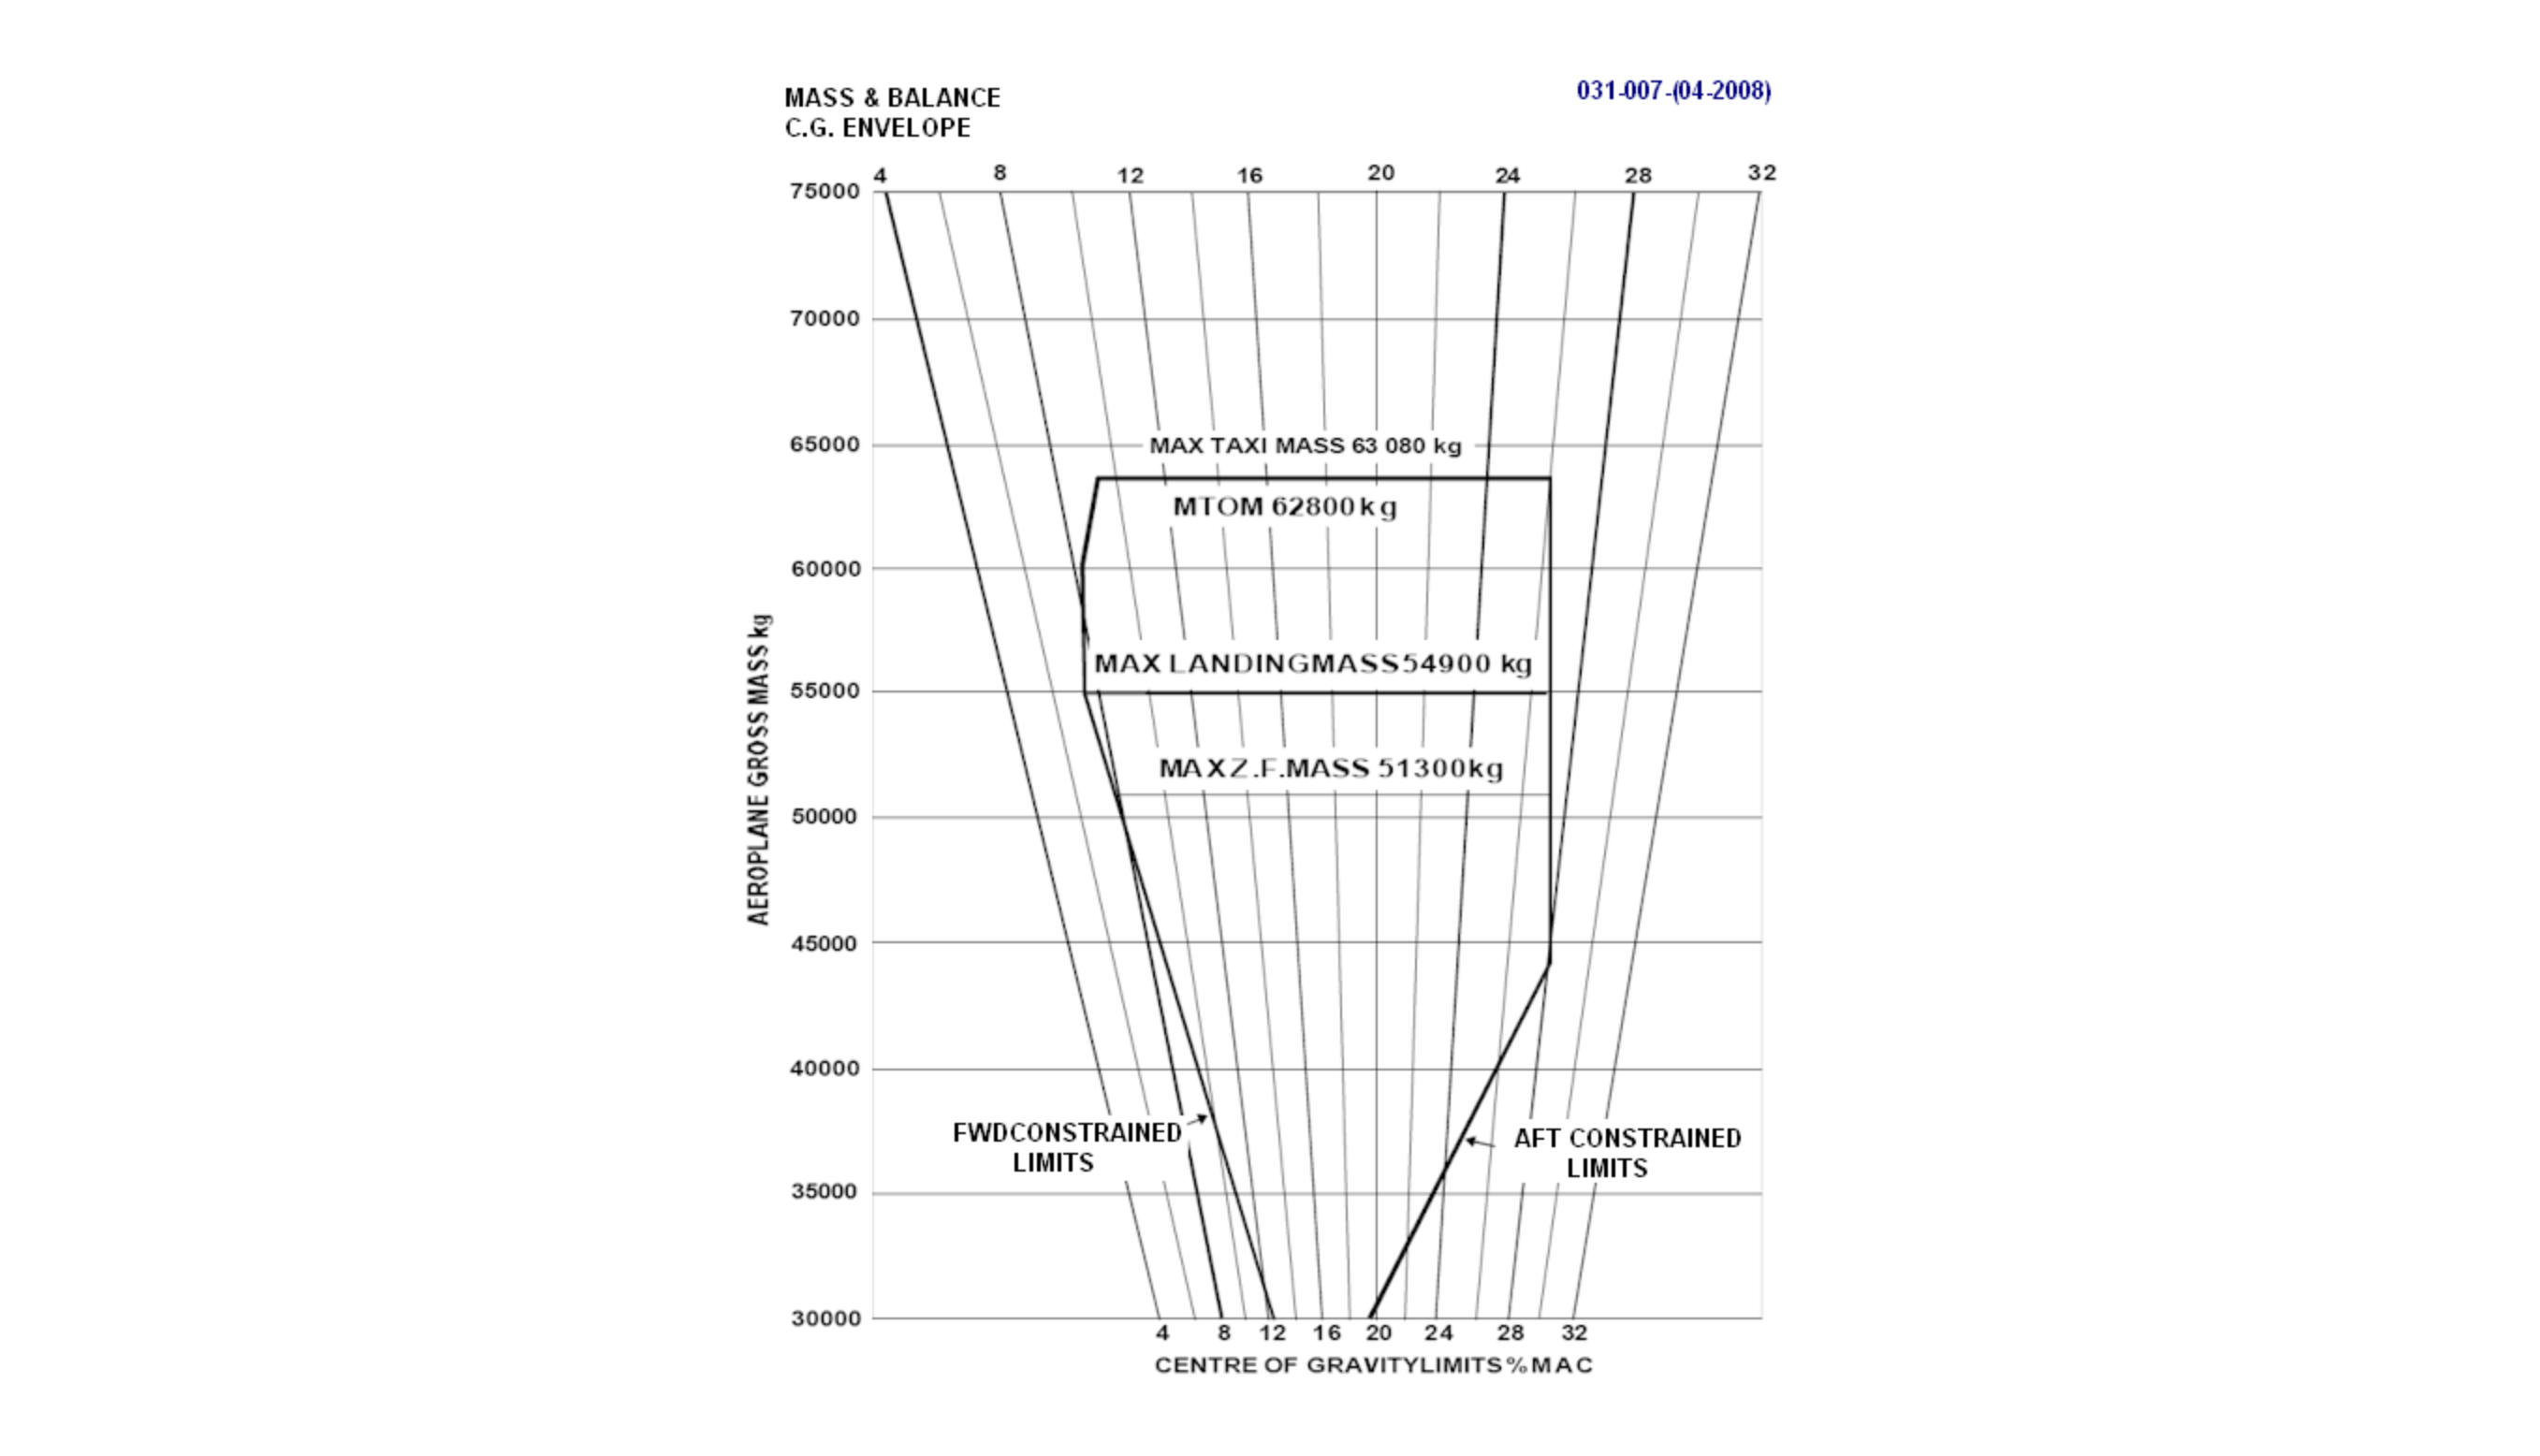 MASS & BALANCE
C.G. ENVELOPE
031-007-(04-2008)
4 8 12 16 20 24 28 32
75000
70000
65000
60000
55000
50000
45000
40000
35000
30000
AEROPLANE GROSS MASS kg
MAX TAXI MASS 63 080 kg
MTOM 62800 kg
MAX LANDINGMASS54900 kg
MAX Z.F.MASS 51300kg
FWDCONSTRAINED
LIMITS
AFT CONSTRAINED
LIMITS
4 8 12 16 20 24 28 32
CENTRE OF GRAVITYLIMITS%MAC